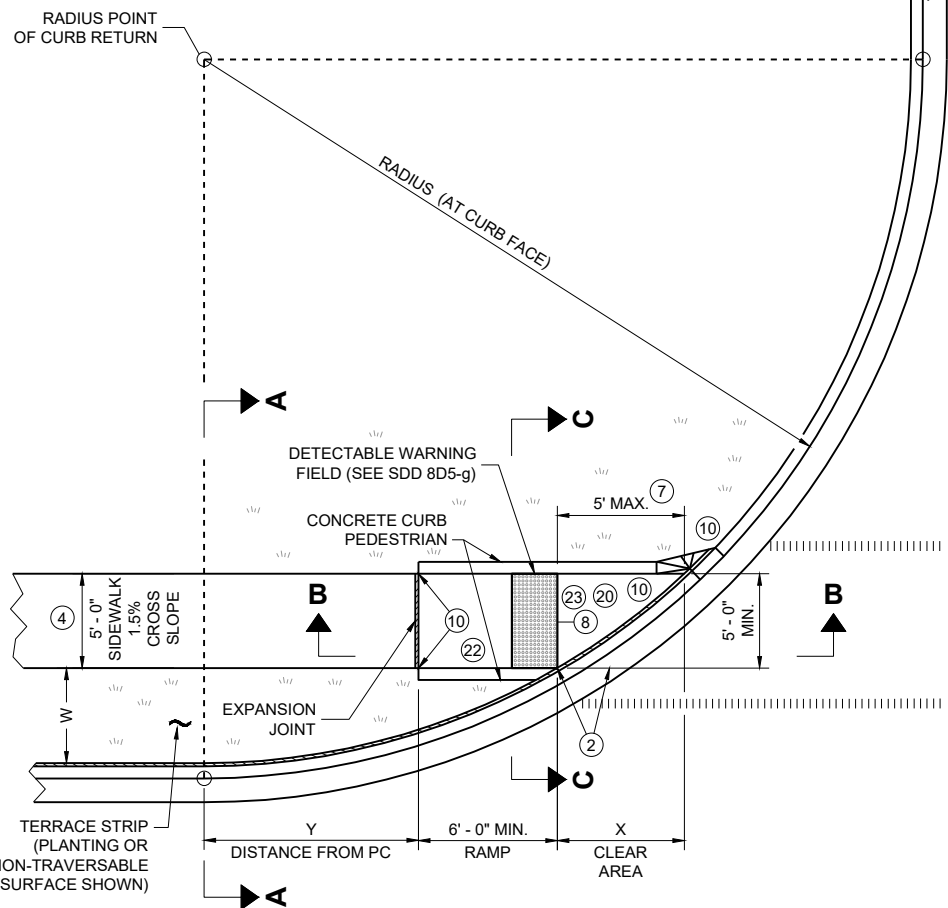 RADIUS POINT
OF CURB RETURN
RADIUS (AT CURB FACE)
A
C
DETECTABLE WARNING
FIELD (SEE SDD 8D5-g)
5' MAX.
7
CONCRETE CURB
PEDESTRIAN
10
4
5' - 0"
SIDEWALK
1.5%
CROSS
SLOPE
B
10
22
23
20
10
8
5' - 0"
MIN.
B
W
EXPANSION
JOINT
2
C
TERRACE STRIP
(PLANTING OR
ON-TRAVERSABLE
SURFACE SHOWN)
Y
DISTANCE FROM PC
6' - 0" MIN.
RAMP
X
CLEAR
AREA
A